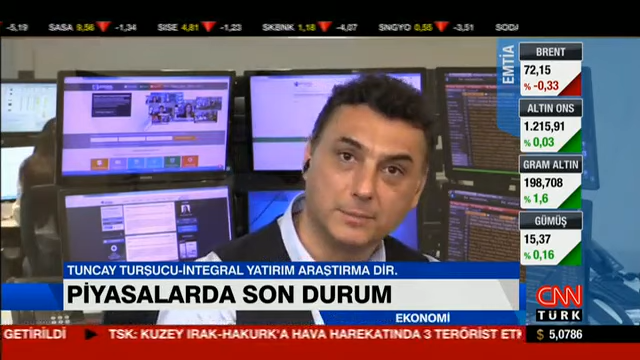 -5,19 SASA 9,56 -1,34 SISE 4,81 -1,23 SKBNK 1,18 -4,07 SNGYO 0,55 -3,51 SODA
EMTİA
BRENT
72,15
% -0,33
ALTIN ONS
1.215,91
% 0,03
GRAM ALTIN
198,708
% 1,6
GÜMÜŞ
15,37
% 0,16
TUNCAY TURŞUCU-İNTEGRAL YATIRIM ARAŞTIRMA DİR.
PİYASALARDA SON DURUM
EKONOMİ
CNN
TÜRK
GETİRİLDİ TSK: KUZEY IRAK-HAKURK'A HAVA HAREKATINDA 3 TERÖRİST ETK
$ 5,0786